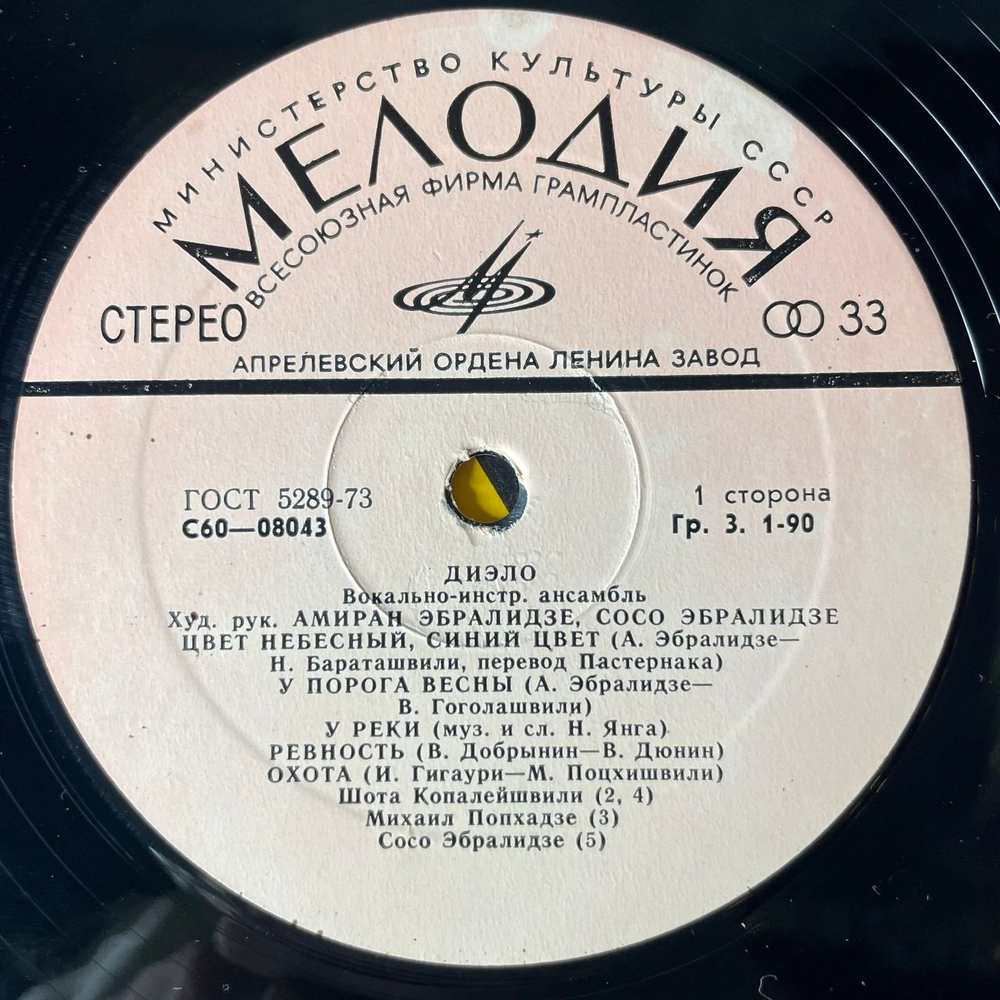 МИНИСТЕРСТВО КУЛЬТУРЫ СССР
МЕЛОДИЯ
ВСЕСОЮЗНАЯ ФИРМА ГРАМПЛАСТИНОК
СТЕРЕО
33
АПРЕЛЕВСКИЙ ОРДЕНА ЛЕНИНА ЗАВОД
ГОСТ 5289-73
1 сторона
С60—08043
Гр. 3. 1-90
ДИЭЛО
Вокально-инстр. ансамбль
Худ. рук. АМИРАН ЭБРАЛИДЗЕ, СОСО ЭБРАЛИДЗЕ
ЦВЕТ НЕБЕСНЫЙ, СИНИЙ ЦВЕТ (А. Эбралидзе—
Н. Бараташвили, перевод Пастернака)
У ПОРОГА ВЕСНЫ (А. Эбралидзе—
В. Гоголашвили)
У РЕКИ (муз. и сл. Н. Янга)
РЕВНОСТЬ (В. Добрынин—В. Дюнин)
ОХОТА (И. Гигаури—М. Поцхишвили)
Шота Копалейшвили (2, 4)
Михаил Попхадзе (3)
Сосо Эбралидзе (5)